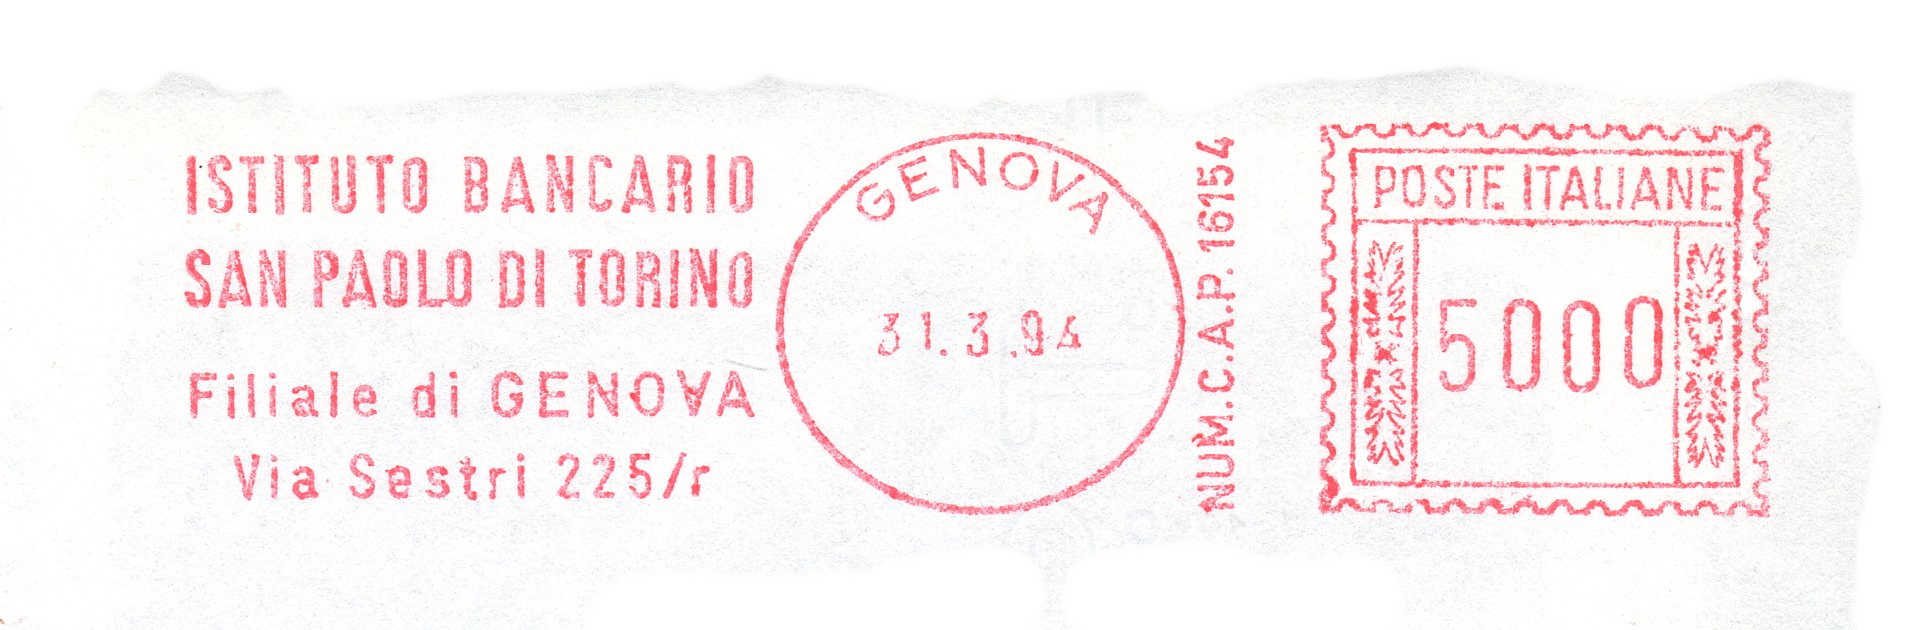 ISTITUTO BANCARIO
SAN PAOLO DI TORINO
Filiale di GENOVA
Via Sestri 225/r
GENOVA
31.3.94
NUM.C.A.P. 16154
POSTE ITALIANE
5000